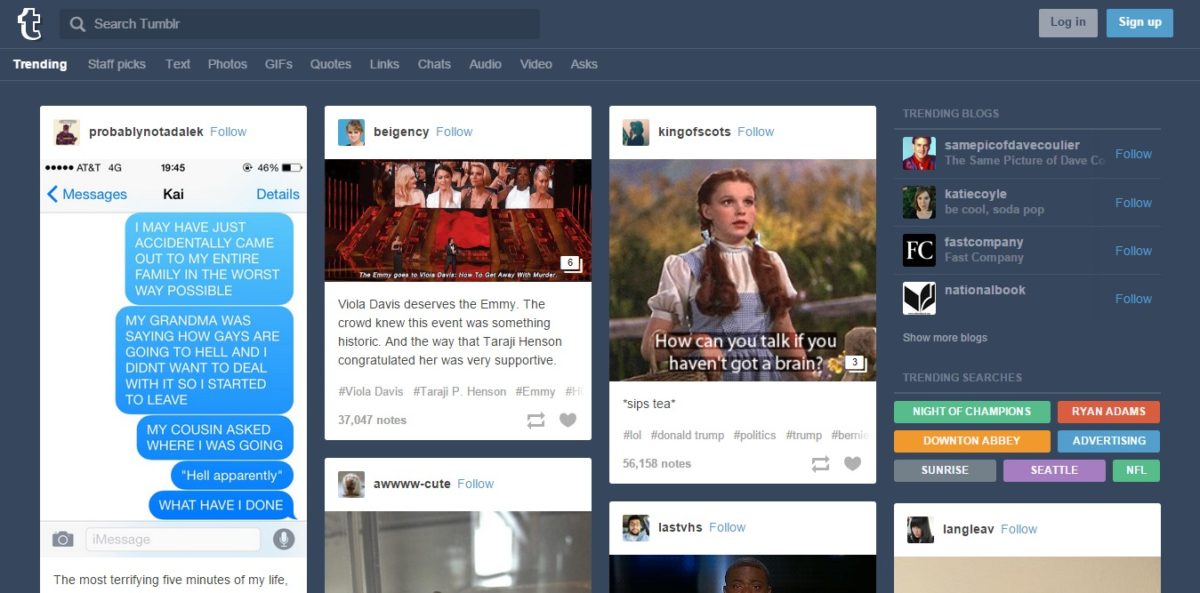 t
Search Tumblr
Log in
Sign up
Trending
Staff picks
Text
Photos
GIFs
Quotes
Links
Chats
Audio
Video
Asks
probablynotadalek Follow
AT&T 4G 19:45 46%
Messages Kai Details
I MAY HAVE JUST
ACCIDENTALLY CAME
OUT TO MY ENTIRE
FAMILY IN THE WORST
WAY POSSIBLE
MY GRANDMA WAS
SAYING HOW GAYS ARE
GOING TO HELL AND I
DIDNT WANT TO DEAL
WITH IT SO I STARTED
TO LEAVE
MY COUSIN ASKED
WHERE I WAS GOING
"Hell apparently"
WHAT HAVE I DONE
iMessage
The most terrifying five minutes of my life,
beigency Follow
6
The Emmy goes to Viola Davis: How To Get Away With Murder.
Viola Davis deserves the Emmy. The
crowd knew this event was something
historic. And the way that Taraji Henson
congratulated her was very supportive.
#Viola Davis #Taraji P. Henson #Emmy
37,047 notes
awwww-cute Follow
kingofscots Follow
How can you talk if you
haven't got a brain?
3
*sips tea*
#lol #donald trump #politics #trump #bernie
56,158 notes
lastvhs Follow
TRENDING BLOGS
samepicofdavecoulier
The Same Picture of Dave Co
Follow
katiecoyle
be cool, soda pop
Follow
FC
fastcompany
Fast Company
Follow
nationalbook
Follow
Show more blogs
TRENDING SEARCHES
NIGHT OF CHAMPIONS
RYAN ADAMS
DOWNTON ABBEY
ADVERTISING
SUNRISE
SEATTLE
NFL
langleav Follow